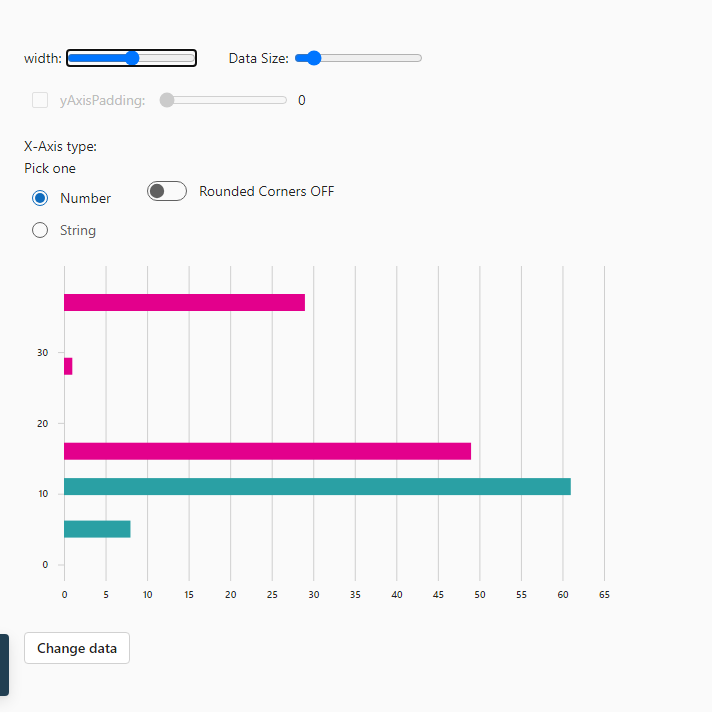 width: Data Size:
yAxisPadding: 0
X-Axis type:
Pick one
Number
Rounded Corners OFF
String
30
20
10
0
0 5 10 15 20 25 30 35 40 45 50 55 60 65
Change data